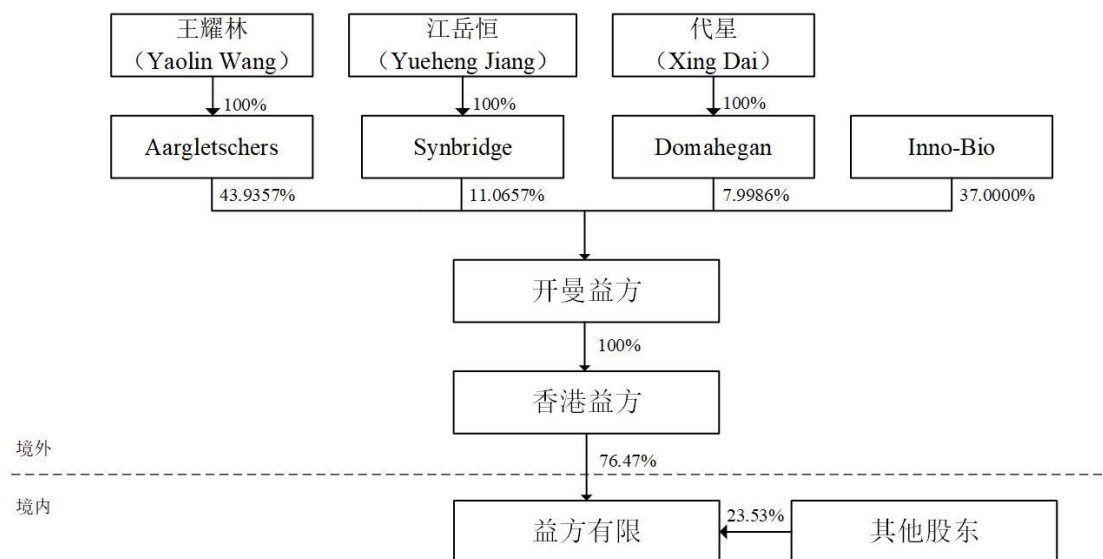 王耀林
（Yaolin Wang）
江岳恒
（Yueheng Jiang）
代星
（Xing Dai）
100%
100%
100%
Aargletschers
Synbridge
Domahegan
Inno-Bio
43.9357%
11.0657%
7.9986%
37.0000%
开曼益方
100%
香港益方
境外
76.47%
境内
益方有限
23.53%
其他股东